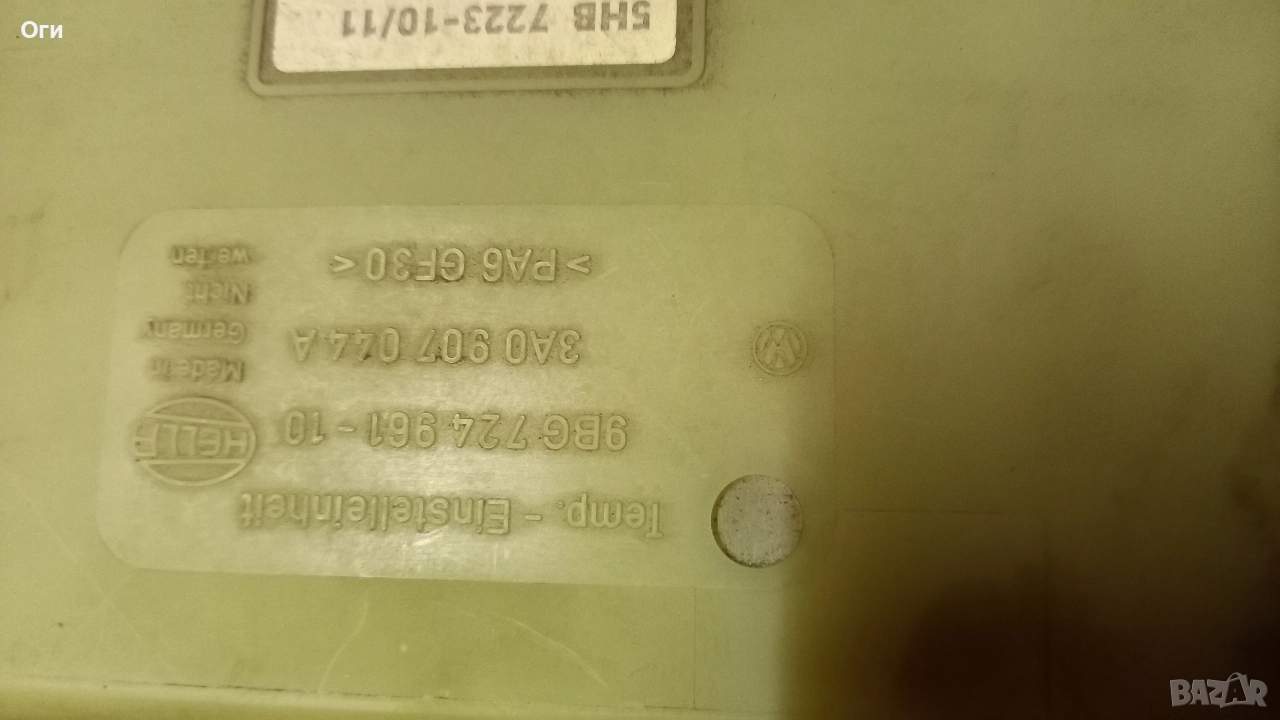 Оги
5HB 7223-10/11
Temp. - Einstelleinheit
9BG 724 961 - 10
HELLA
3A0 907 044 A
Made in
Germany
> PA6 GF30 <
Nicht
werfen
BAZAR